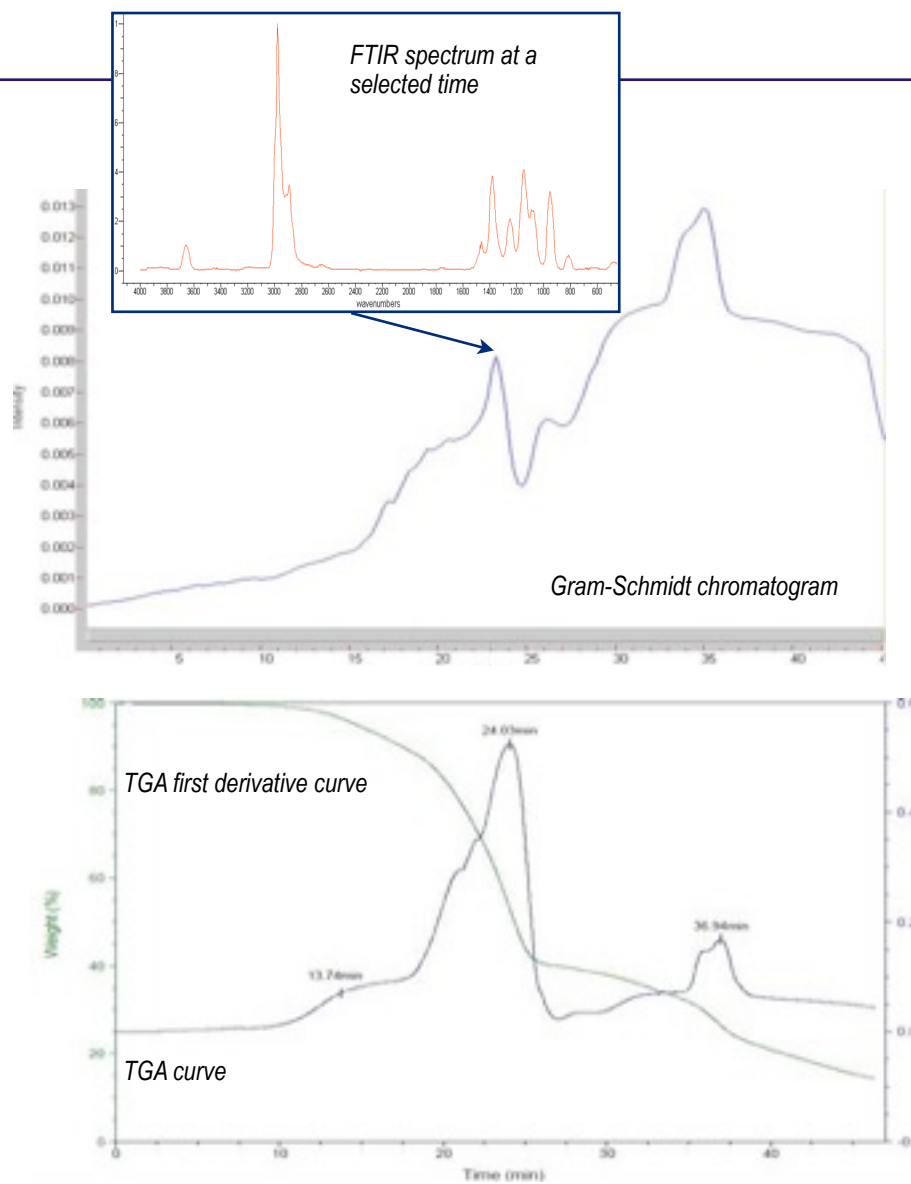 FTIR spectrum at a
selected time
4000 3800 3600 3400 3200 3000 2800 2600 2400 2200 2000 1800 1600 1400 1200 1000 800 600
wavenumbers
0.013
0.012
0.011
0.010
0.009
0.008
0.007
0.006
0.005
0.004
0.003
0.002
0.001
0.000
Intensity
Gram-Schmidt chromatogram
5 10 15 20 25 30 35 40
100
80
60
40
20
0
Weight (%)
TGA first derivative curve
TGA curve
13.74min
24.03min
36.94min
0 10 20 30 40
Time (min)